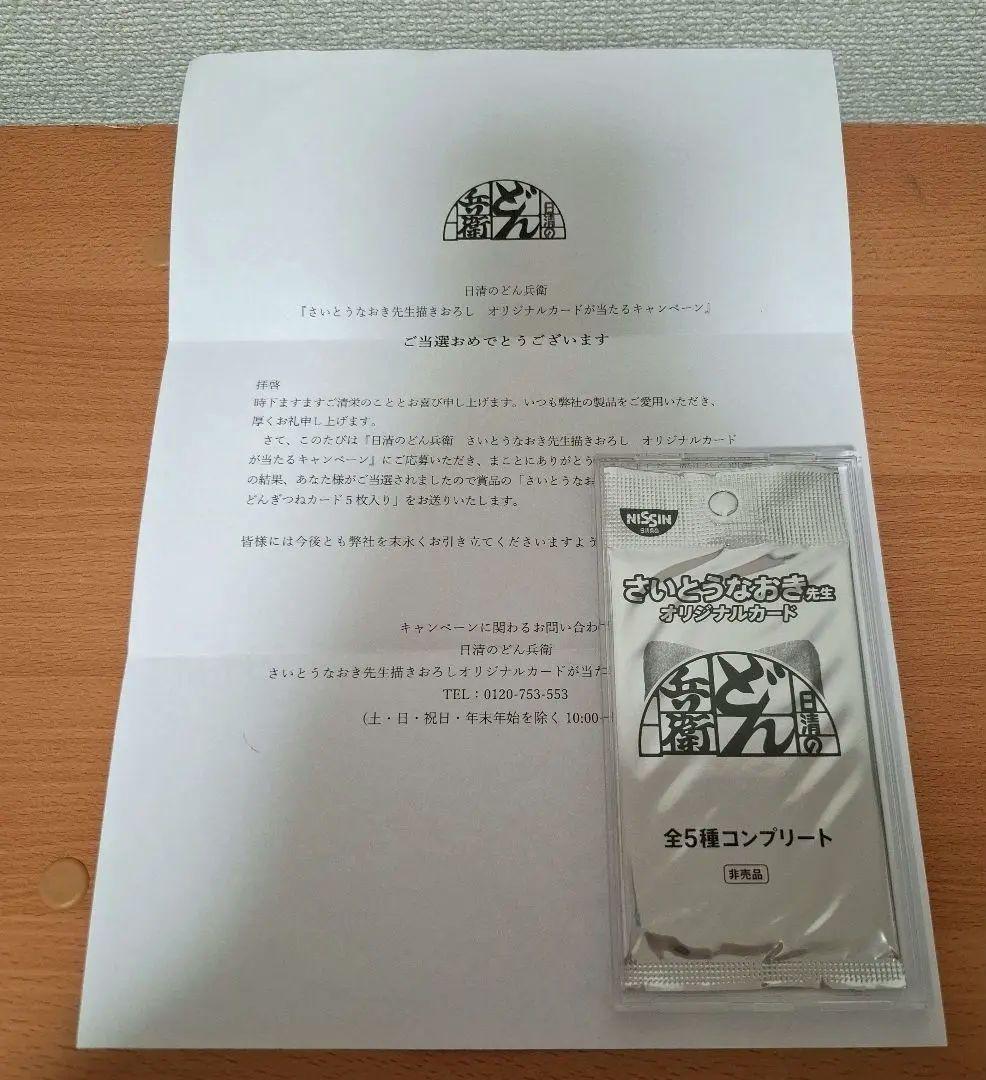 日清の
どん
兵衛
日清のどん兵衛
『さいとうなおき先生描きおろし　オリジナルカードが当たるキャンペーン』
ご当選おめでとうございます
拝啓
時下ますますご清栄のこととお喜び申し上げます。いつも弊社の製品をご愛用いただき、
厚くお礼申し上げます。
さて、このたびは『日清のどん兵衛　さいとうなおき先生描きおろし　オリジナルカード
が当たるキャンペーン』にご応募いただき、まことにありがとう
の結果、あなた様がご当選されましたので賞品の「さいとうなお
どんぎつねカード5枚入り」をお送りいたします。
皆様には今後とも弊社を末永くお引き立てくださいますよう
キャンペーンに関わるお問い合わ
日清のどん兵衛
さいとうなおき先生描きおろしオリジナルカードが当た
TEL：0120-753-553
（土・日・祝日・年末年始を除く 10:00～
NISSIN
日清食品
さいとうなおき先生
オリジナルカード
日清の
どん
兵衛
全5種コンプリート
非売品